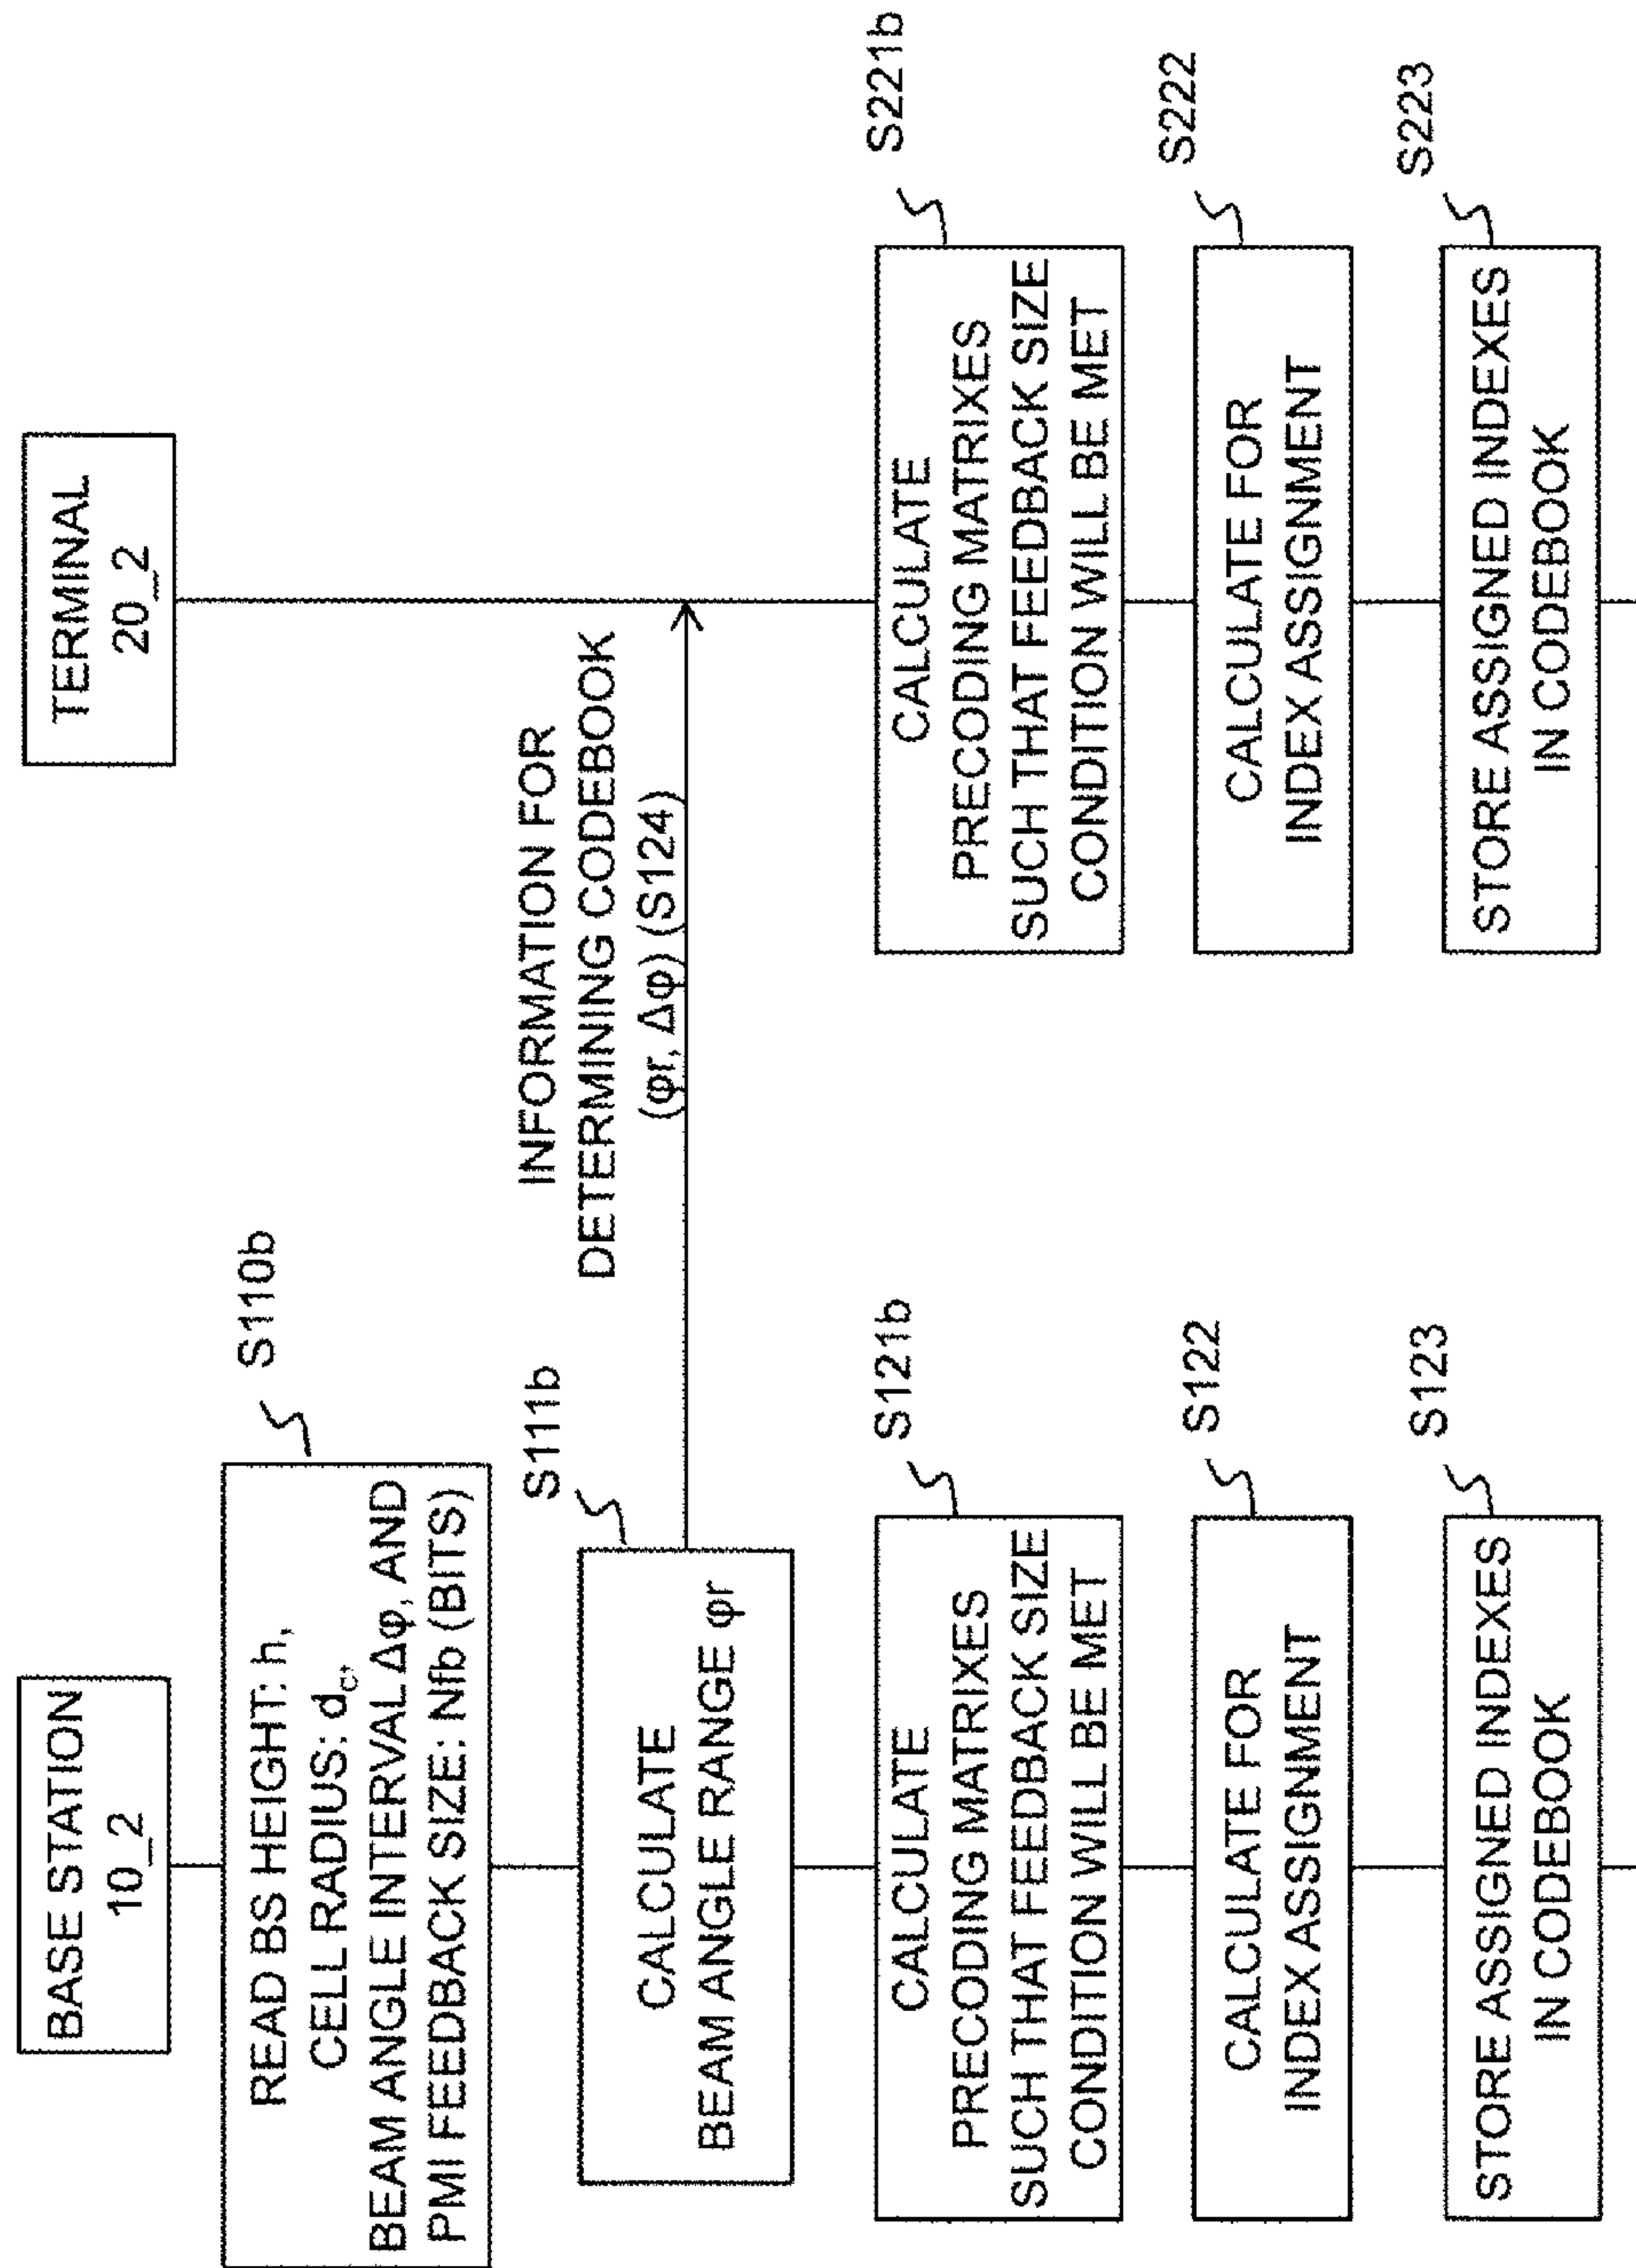 BASE STATION
10_2
TERMINAL
20_2
READ BS HEIGHT: h,
CELL RADIUS: dc,
BEAM ANGLE INTERVAL Δφ, AND
PMI FEEDBACK SIZE: Nfb (BITS)
S110b
CALCULATE
BEAM ANGLE RANGE φr
S111b
INFORMATION FOR
DETERMINING CODEBOOK
(φr, Δφ) (S124)
CALCULATE
PRECODING MATRIXES
SUCH THAT FEEDBACK SIZE
CONDITION WILL BE MET
S121b
CALCULATE
PRECODING MATRIXES
SUCH THAT FEEDBACK SIZE
CONDITION WILL BE MET
S221b
CALCULATE FOR
INDEX ASSIGNMENT
S122
CALCULATE FOR
INDEX ASSIGNMENT
S222
STORE ASSIGNED INDEXES
IN CODEBOOK
S123
STORE ASSIGNED INDEXES
IN CODEBOOK
S223